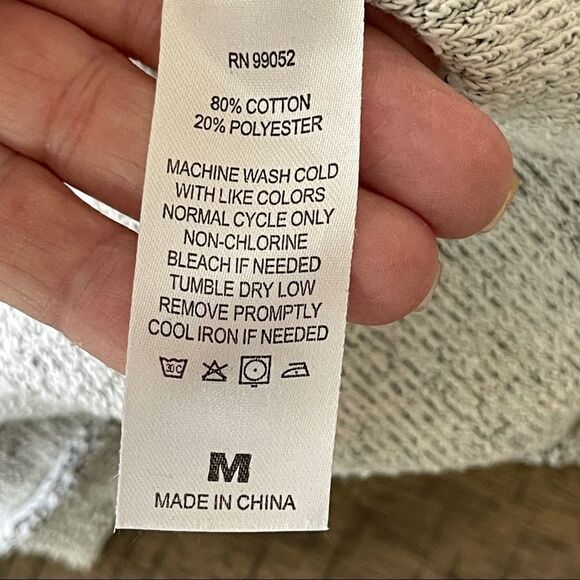 RN 99052
80% COTTON
20% POLYESTER
MACHINE WASH COLD
WITH LIKE COLORS
NORMAL CYCLE ONLY
NON-CHLORINE
BLEACH IF NEEDED
TUMBLE DRY LOW
REMOVE PROMPTLY
COOL IRON IF NEEDED
30C
M
MADE IN CHINA